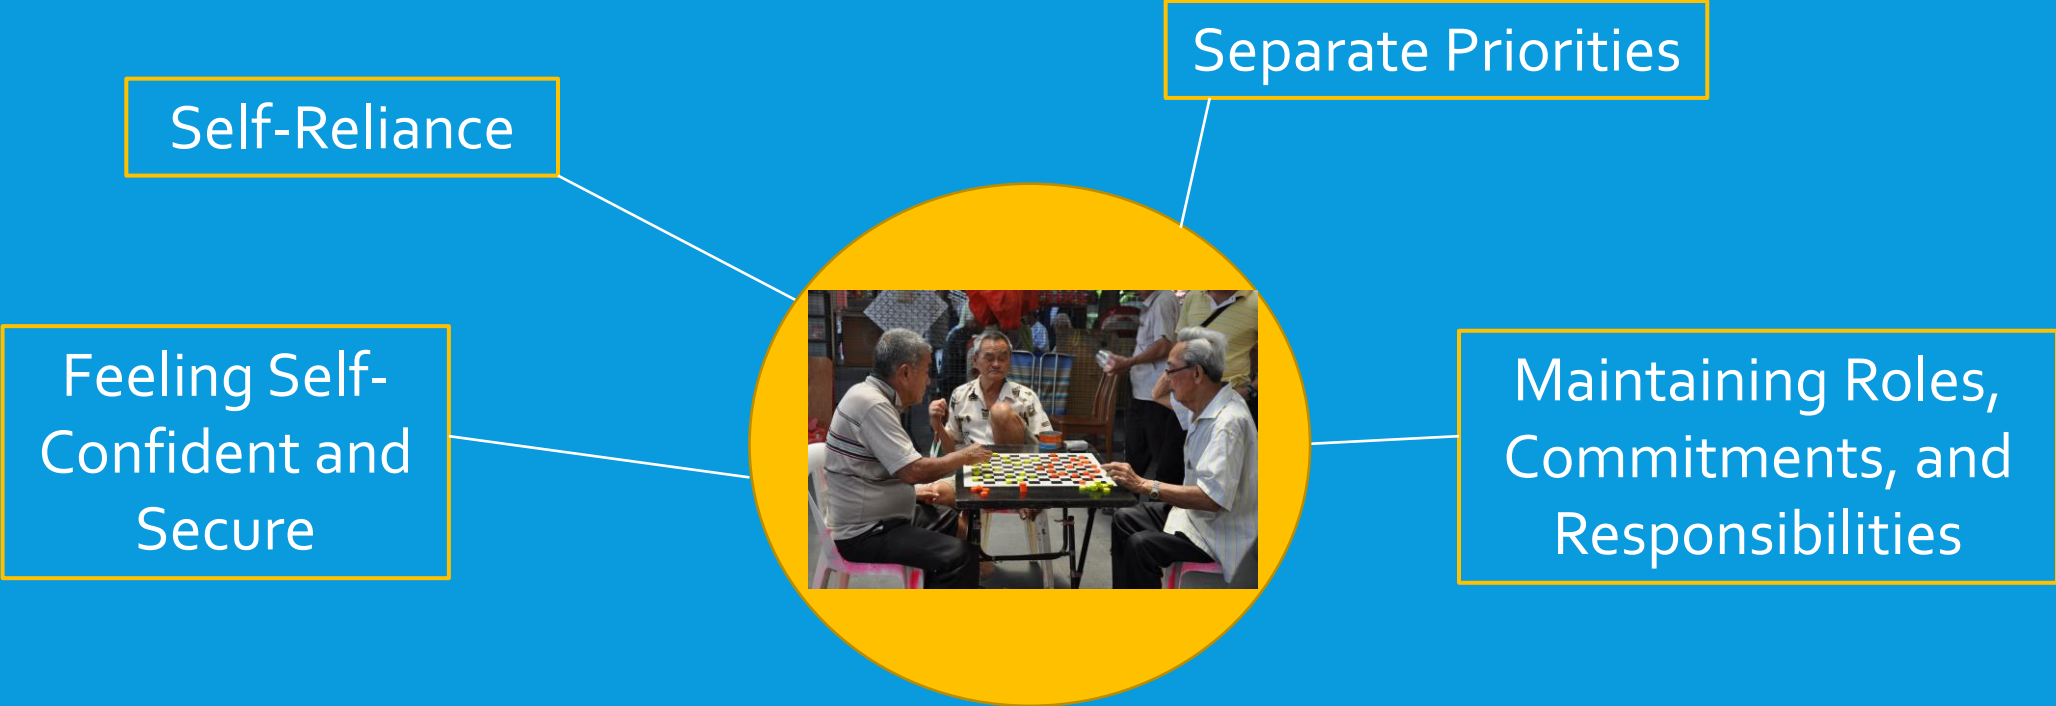 Separate Priorities
Self-Reliance
Feeling Self-
Confident and
Secure
Maintaining Roles,
Commitments, and
Responsibilities